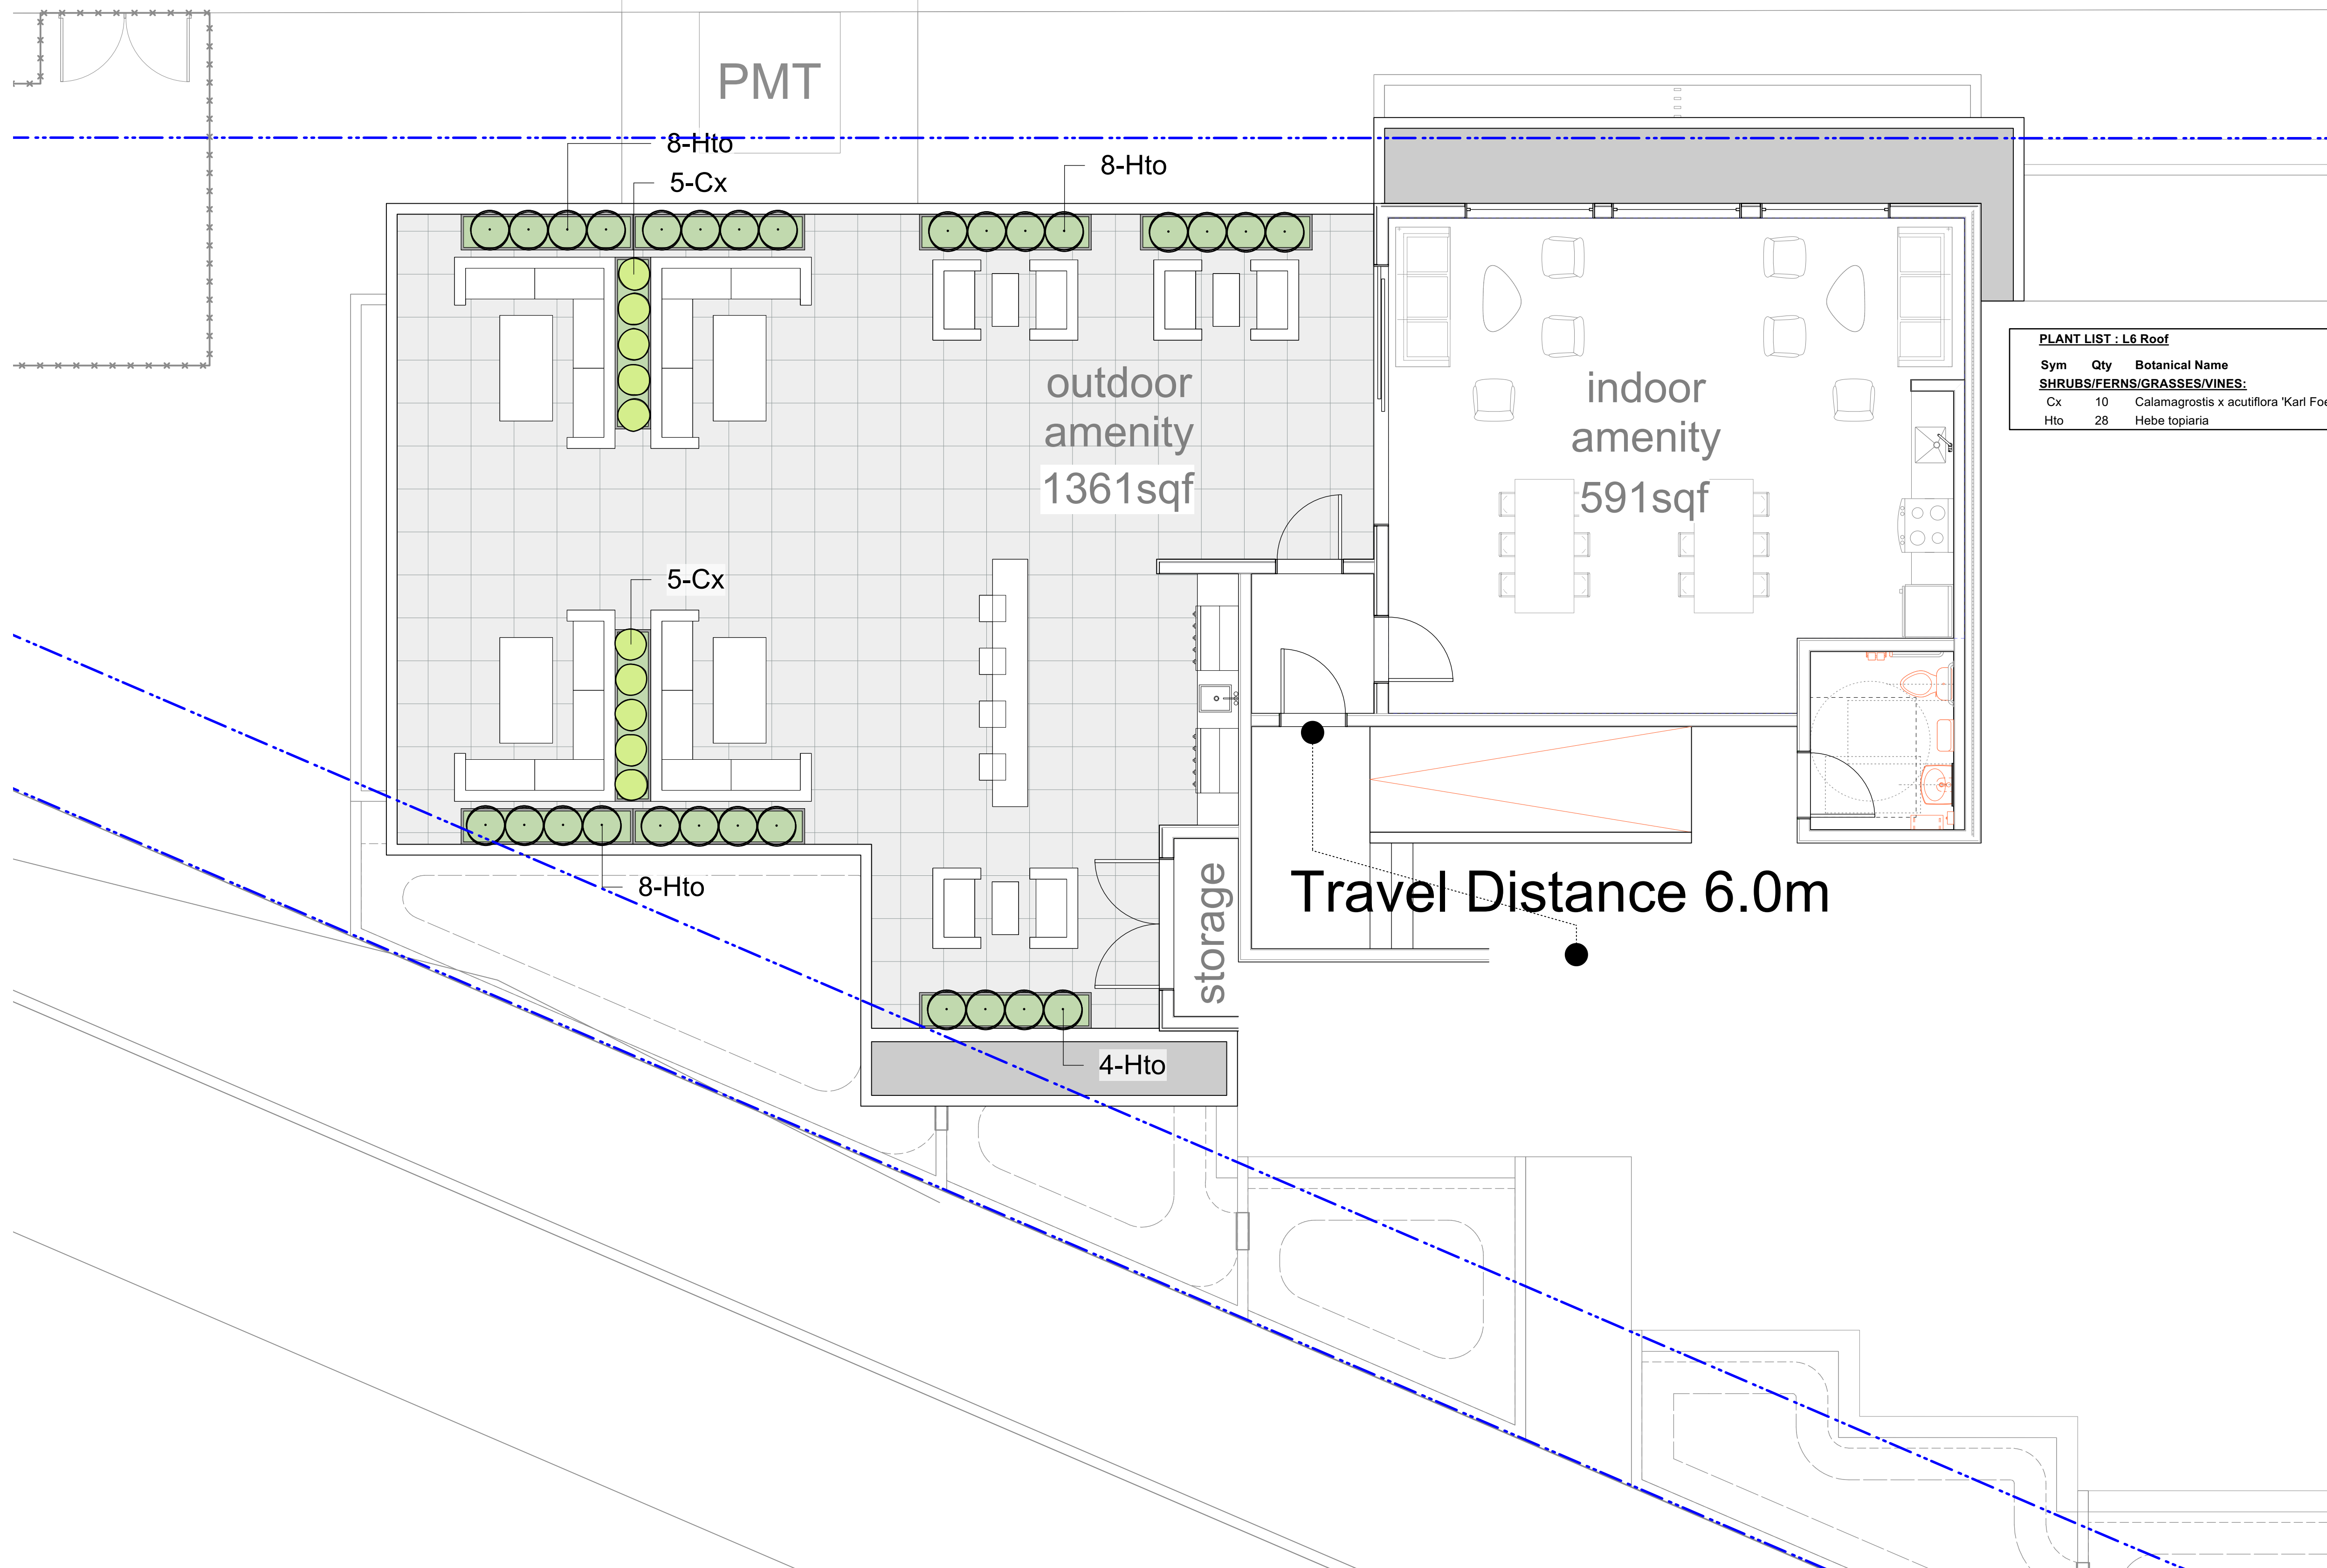 PMT
8-Hto
5-Cx
8-Hto
outdoor
amenity
1361sqf
indoor
amenity
591sqf
PLANT LIST : L6 Roof
Sym Qty Botanical Name
SHRUBS/FERNS/GRASSES/VINES:
Cx 10 Calamagrostis x acutiflora 'Karl Foe
Hto 28 Hebe topiaria
5-Cx
8-Hto
storage
Travel Distance 6.0m
4-Hto